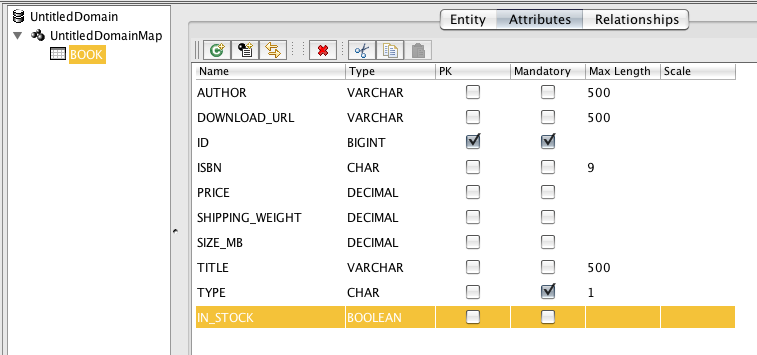 UntitledDomain
UntitledDomainMap
BOOK
Entity Attributes Relationships
Name Type PK Mandatory Max Length Scale
AUTHOR VARCHAR 500
DOWNLOAD_URL VARCHAR 500
ID BIGINT
ISBN CHAR 9
PRICE DECIMAL
SHIPPING_WEIGHT DECIMAL
SIZE_MB DECIMAL
TITLE VARCHAR 500
TYPE CHAR 1
IN_STOCK BOOLEAN